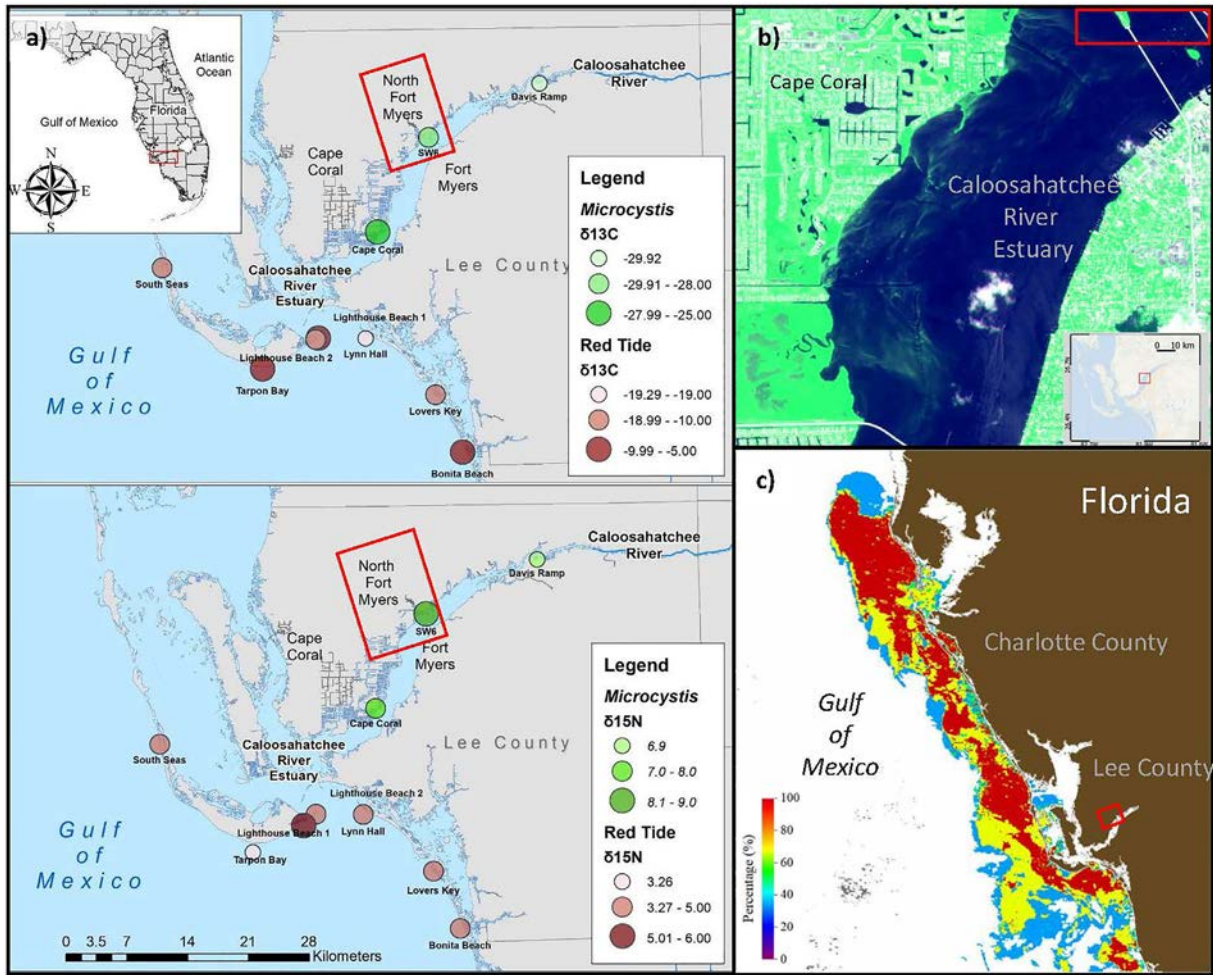 a)
Atlantic
Ocean
Florida
Gulf of Mexico
N
W
E
S
North
Fort
Myers
Caloosahatchee
River
Davis Ramp
SW6
Cape
Coral
Fort
Myers
Cape Coral
South Seas
Caloosahatchee
River
Estuary
Lee County
Lighthouse Beach 1
Lighthouse Beach 2
Lynn Hall
Tarpon Bay
Gulf
of
Mexico
Lovers Key
Bonita Beach
Legend
Microcystis
δ13C
-29.92
-29.91 - -28.00
-27.99 - -25.00
Red Tide
δ13C
-19.29 - -19.00
-18.99 - -10.00
-9.99 - -5.00
North
Fort
Myers
Caloosahatchee
River
Davis Ramp
SW6
Cape
Coral
Fort
Myers
Cape Coral
South Seas
Caloosahatchee
River
Estuary
Lee County
Lighthouse Beach 2
Lighthouse Beach 1
Lynn Hall
Tarpon Bay
Gulf
of
Mexico
Lovers Key
Bonita Beach
Legend
Microcystis
δ15N
6.9
7.0 - 8.0
8.1 - 9.0
Red Tide
δ15N
3.26
3.27 - 5.00
5.01 - 6.00
0 3.5 7 14 21 28
Kilometers
b)
Cape Coral
Caloosahatchee
River
Estuary
0 10 km
c)
Florida
Charlotte County
Gulf
of
Mexico
Lee County
Percentage (%)
100
80
60
40
20
0